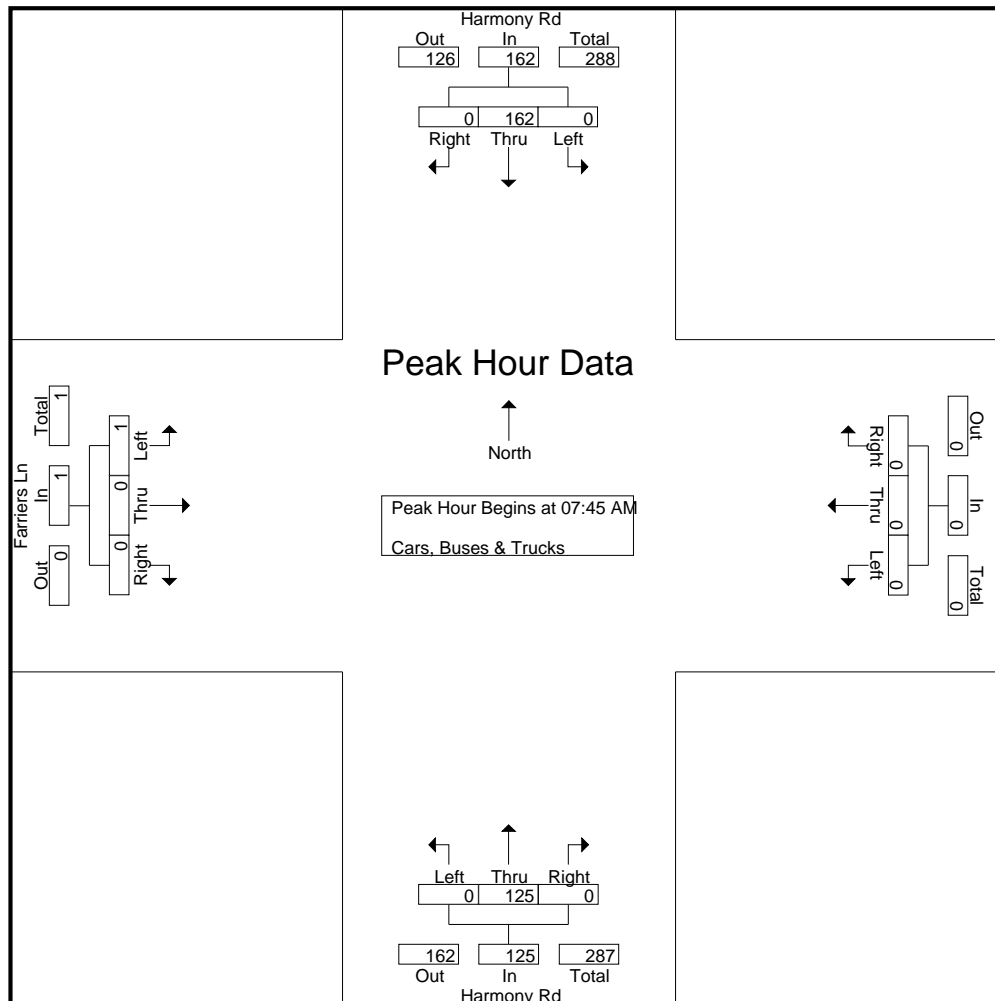 Harmony Rd
Out In Total
126 162 288
0 162 0
Right Thru Left
Peak Hour Data
North
Peak Hour Begins at 07:45 AM
Cars, Buses & Trucks
Farriers Ln
Out In Total
0 1 1
0 0 1
Right Thru Left
Out In Total
0 0 0
Right Thru Left
0 0 0
Left Thru Right
0 125 0
162 125 287
Out In Total
Harmony Rd